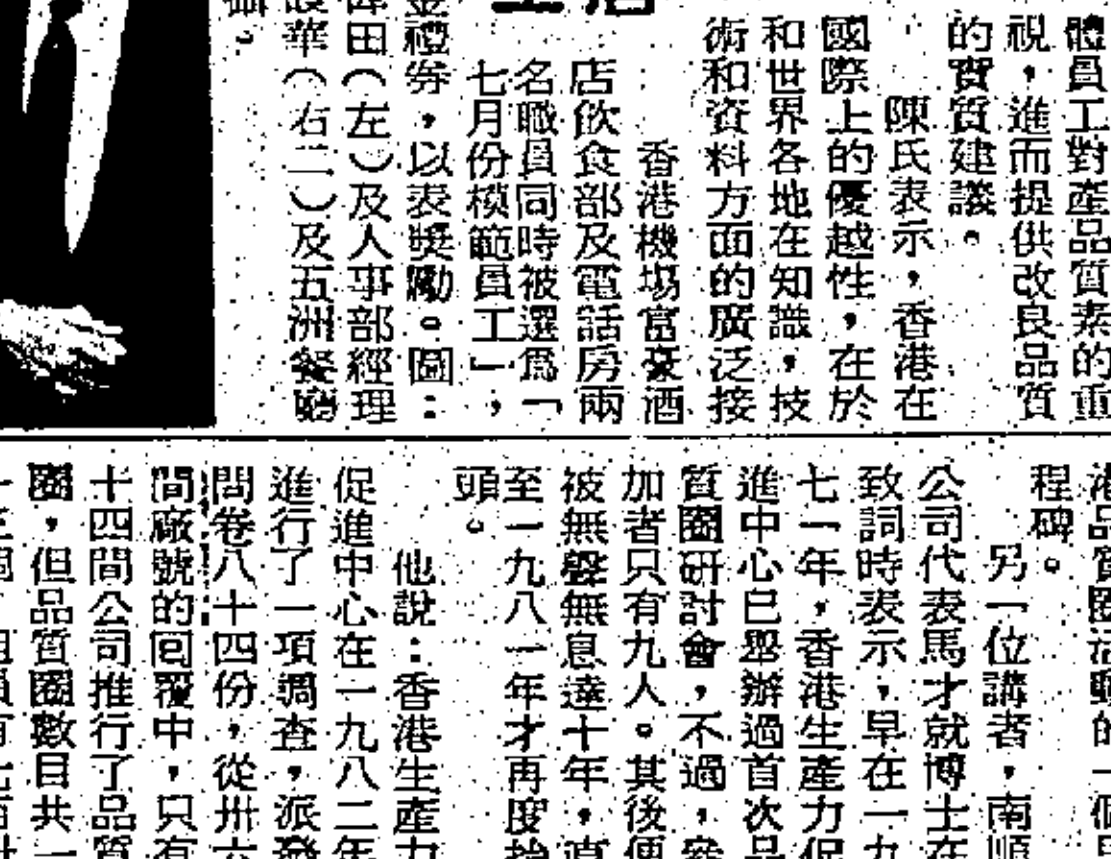 體員工對產品質素的重
視，進而提供改良品質
的實質建議。
陳氏表示，香港在
國際上的優越性，在於
和世界各地在知識，技
術和資料方面的廣泛接
香港機場富豪酒
店飲食部及電話房兩
名職員同時被選爲「
七月份模範員工」，
禮券，以表獎勵。圖：
田（左）及人事部經理
華（右二）及五洲餐廳
攝。
港品質圈活動的一個
程碑。
另一位講者，南順
公司代表馬才就博士在
致詞時表示，早在一九
七一年，香港生產力促
進中心已舉辦過首次品
質圈研討會，不過，參
加者只有九人。其後便
被無聲無息達十年，直
至一九八一年才再度抬
頭。
他說：香港生產力
促進中心在一九八二年
進行了一項調查，派發
問卷八十四份，從卅六
間廠號的回覆中，只有
十四間公司推行了品質
圈，但品質圈數目共一